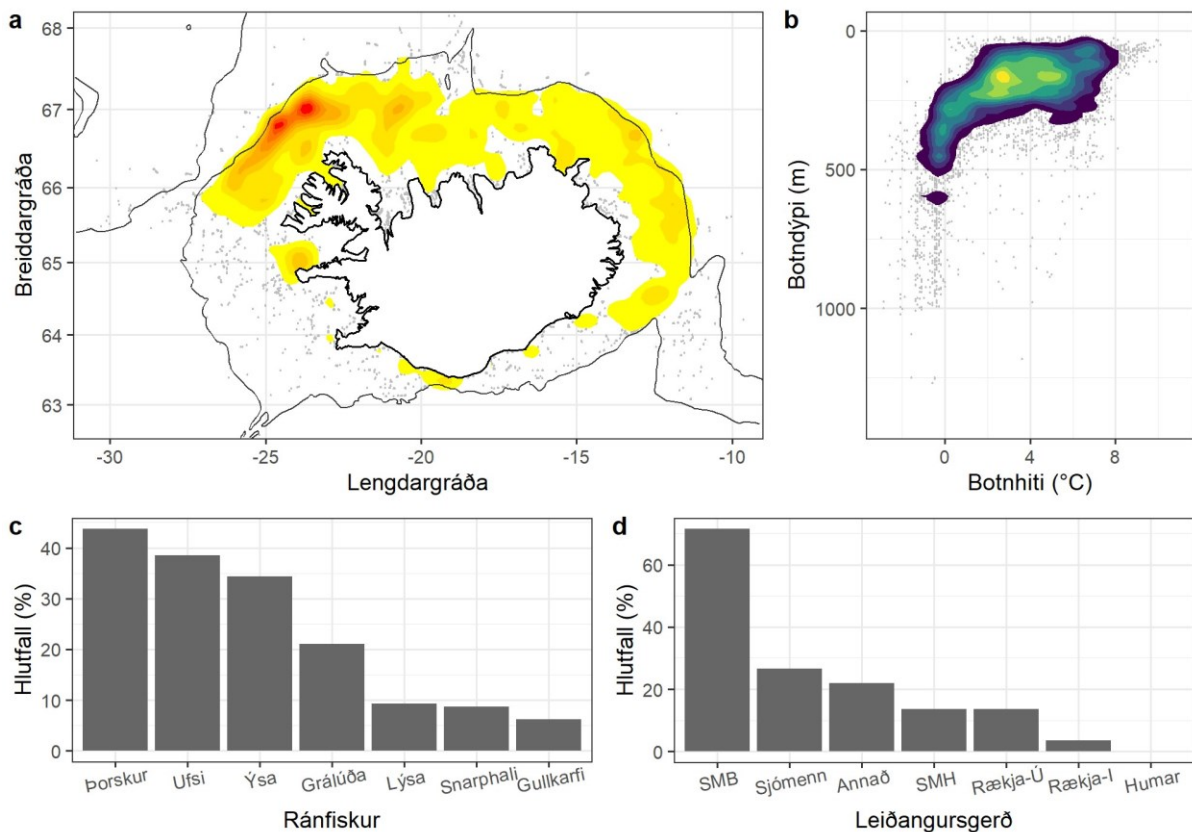 a
68
67
66
65
64
63
Breiddargráða
-30
-25
-20
-15
-10
Lengdargráða
b
0
500
1000
Botndýpi (m)
0
4
8
Botnhiti (°C)
c
40
30
20
10
0
Hlutfall (%)
Þorskur
Ufsi
Ýsa
Grálúða
Lýsa
Snarphali
Gullkarfi
Ránfiskur
d
60
40
20
0
Hlutfall (%)
SMB
Sjómenn
Annað
SMH
Rækja-Ú
Rækja-I
Humar
Leiðangursgerð